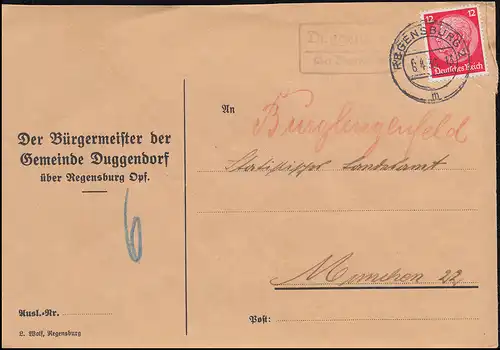 12 12
Deutsches Reich
REGENSBURG
An
Burglengenfeld
Der Bürgermeister der
Gemeinde Duggendorf
über Regensburg Opf.
Landesamt
6
München 22
Ausl.-Nr.
Post:
L. Wolf, Regensburg